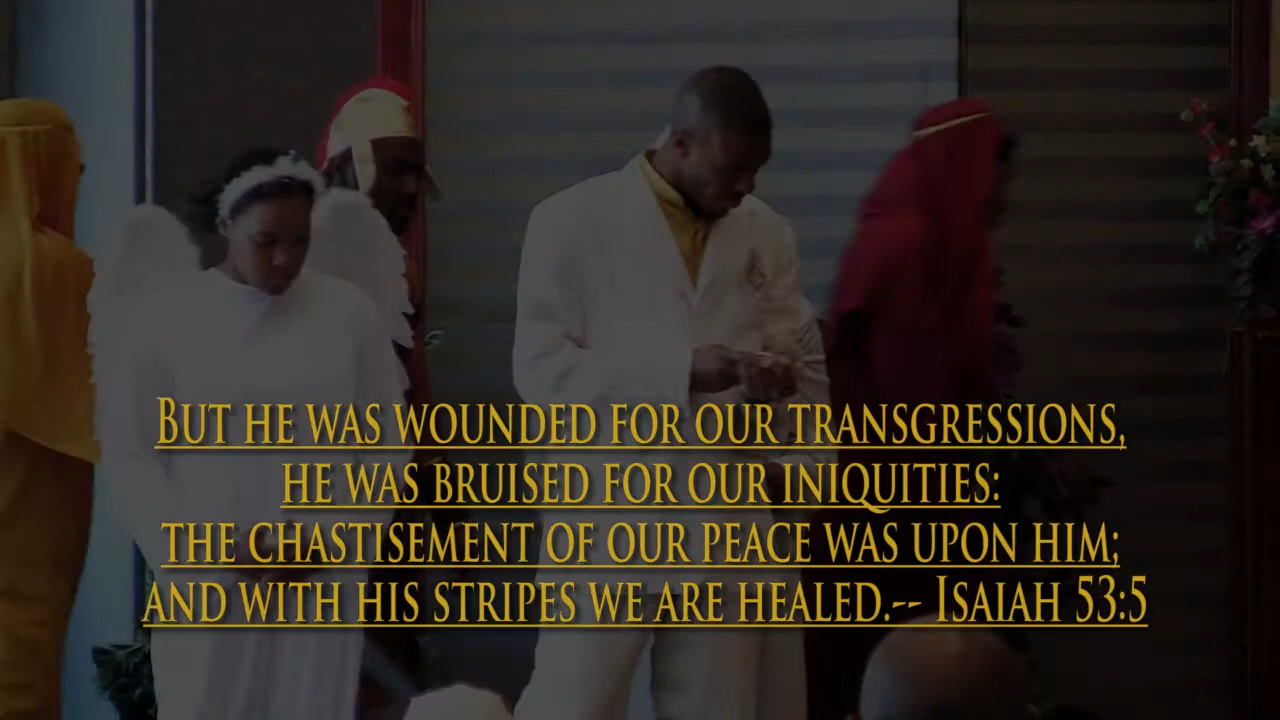 But he was wounded for our transgressions,
he was bruised for our iniquities:
the chastisement of our peace was upon him;
and with his stripes we are healed.-- Isaiah 53:5